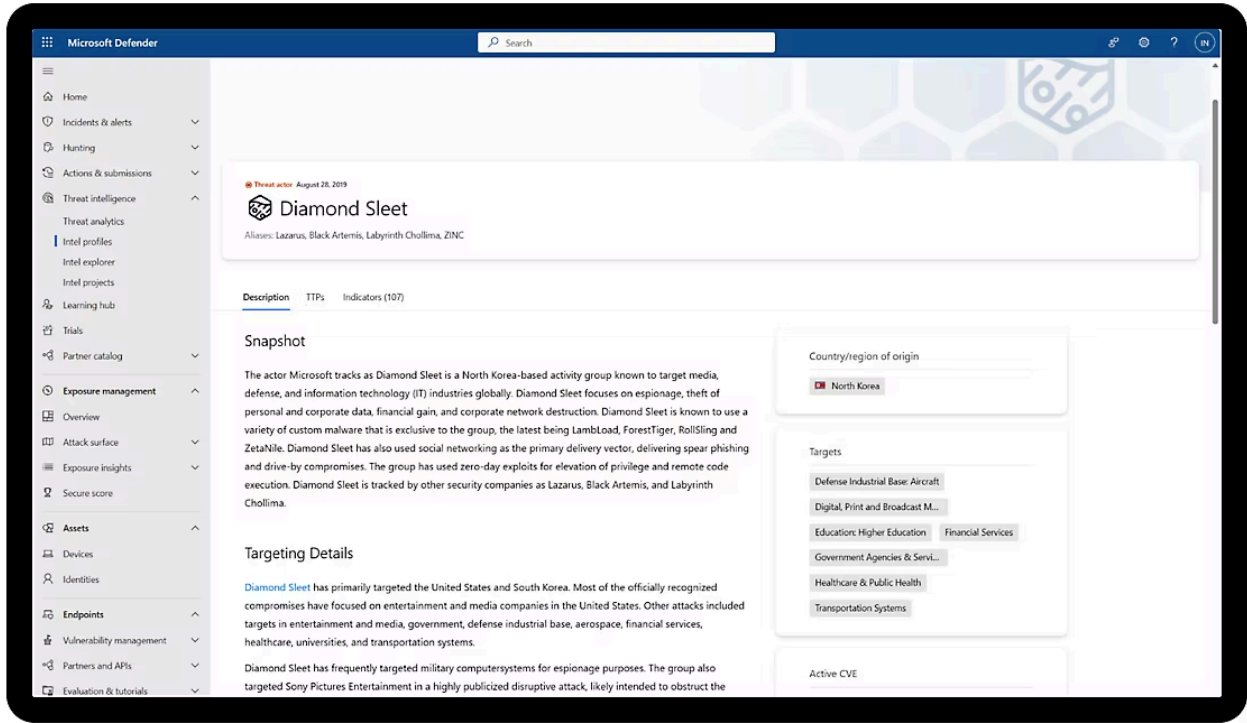 Microsoft Defender
Search
IN
Home
Incidents & alerts
Hunting
Actions & submissions
Threat intelligence
Threat analytics
Intel profiles
Intel explorer
Intel projects
Learning hub
Trials
Partner catalog
Exposure management
Overview
Attack surface
Exposure insights
Secure score
Assets
Devices
Identities
Endpoints
Vulnerability management
Partners and APIs
Evaluation & tutorials
Threat actor August 28, 2019
Diamond Sleet
Aliases: Lazarus, Black Artemis, Labyrinth Chollima, ZINC
Description TTPs Indicators (107)
Snapshot
The actor Microsoft tracks as Diamond Sleet is a North Korea-based activity group known to target media,
defense, and information technology (IT) industries globally. Diamond Sleet focuses on espionage, theft of
personal and corporate data, financial gain, and corporate network destruction. Diamond Sleet is known to use a
variety of custom malware that is exclusive to the group, the latest being LambLoad, ForestTiger, RollSling and
ZetaNile. Diamond Sleet has also used social networking as the primary delivery vector, delivering spear phishing
and drive-by compromises. The group has used zero-day exploits for elevation of privilege and remote code
execution. Diamond Sleet is tracked by other security companies as Lazarus, Black Artemis, and Labyrinth
Chollima.
Targeting Details
Diamond Sleet has primarily targeted the United States and South Korea. Most of the officially recognized
compromises have focused on entertainment and media companies in the United States. Other attacks included
targets in entertainment and media, government, defense industrial base, aerospace, financial services,
healthcare, universities, and transportation systems.
Diamond Sleet has frequently targeted military computersystems for espionage purposes. The group also
targeted Sony Pictures Entertainment in a highly publicized disruptive attack, likely intended to obstruct the
Country/region of origin
North Korea
Targets
Defense Industrial Base: Aircraft
Digital, Print and Broadcast M...
Education: Higher Education Financial Services
Government Agencies & Servi...
Healthcare & Public Health
Transportation Systems
Active CVE